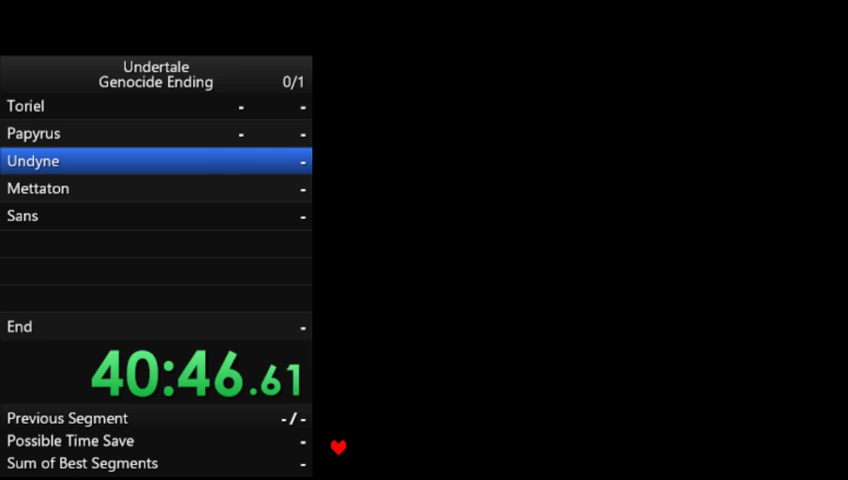 Undertale
Genocide Ending 0/1
Toriel - -
Papyrus - -
Undyne -
Mettaton -
Sans -
End -
40:46.61
Previous Segment -/-
Possible Time Save -
Sum of Best Segments -